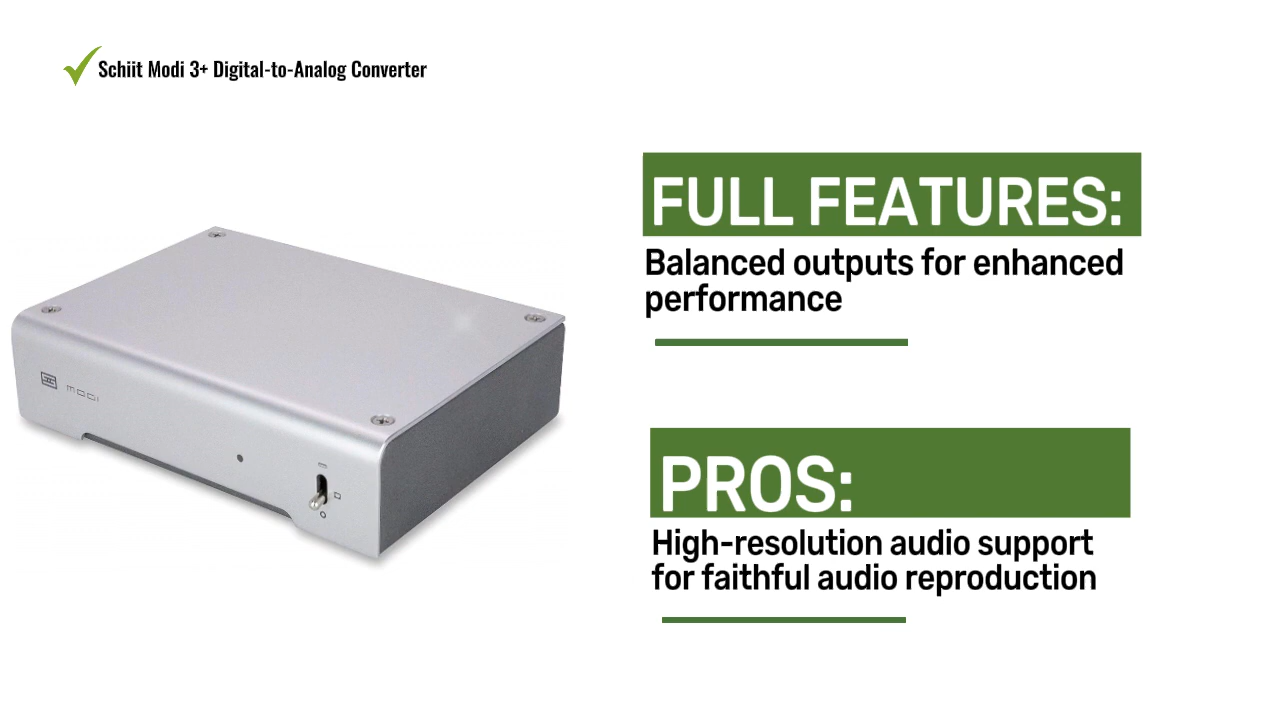 Schiit Modi 3+ Digital-to-Analog Converter
FULL FEATURES:
Balanced outputs for enhanced
performance
MODI
PROS:
High-resolution audio support
for faithful audio reproduction